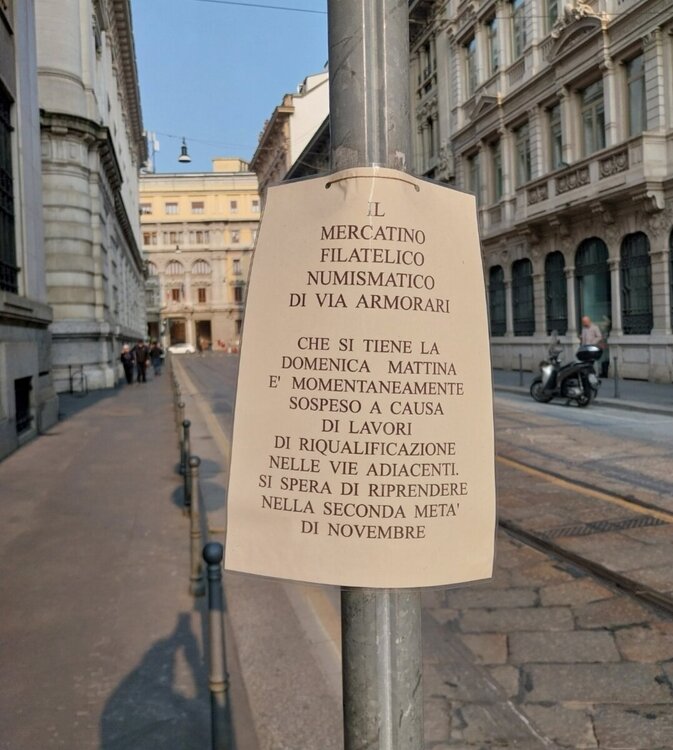 IL
MERCATINO
FILATELICO
NUMISMATICO
DI VIA ARMORARI
CHE SI TIENE LA
DOMENICA MATTINA
E' MOMENTANEAMENTE
SOSPESO A CAUSA
DI LAVORI
DI RIQUALIFICAZIONE
NELLE VIE ADIACENTI.
SI SPERA DI RIPRENDERE
NELLA SECONDA META'
DI NOVEMBRE